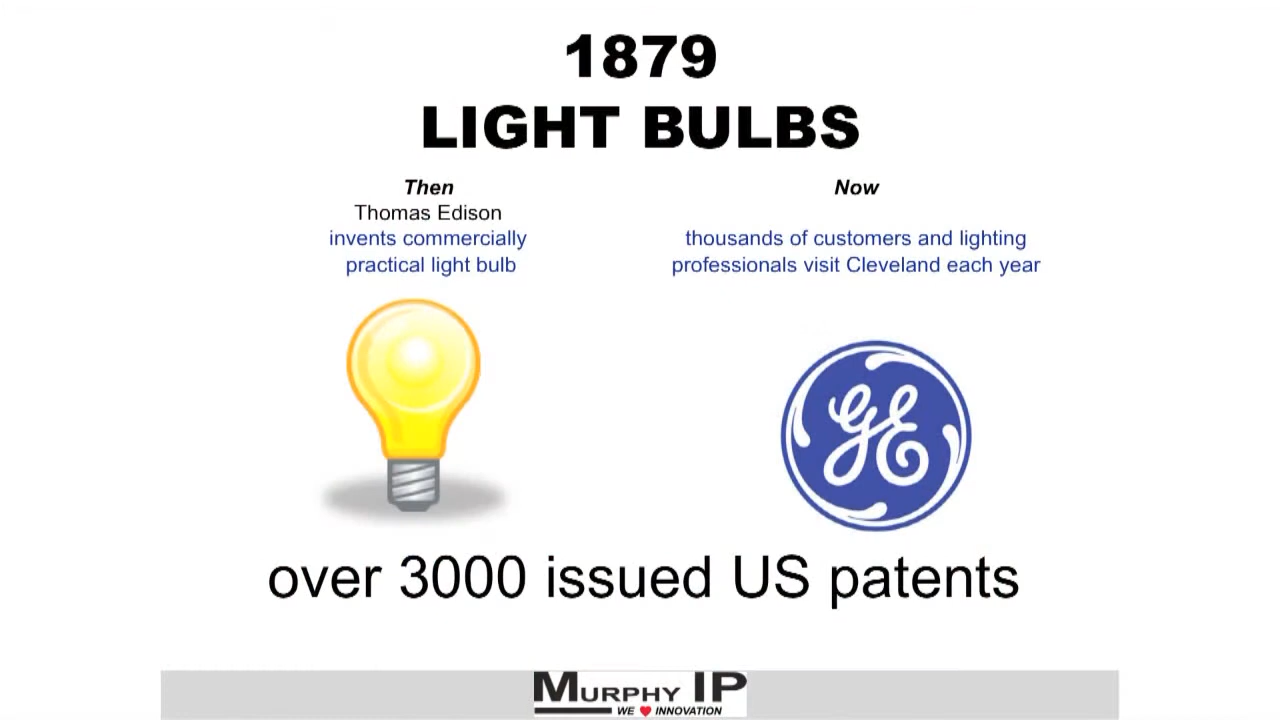 1879
LIGHT BULBS
Then
Thomas Edison
invents commercially
practical light bulb
Now
thousands of customers and lighting
professionals visit Cleveland each year
GE
over 3000 issued US patents
MURPHY IP
WE ❤ INNOVATION